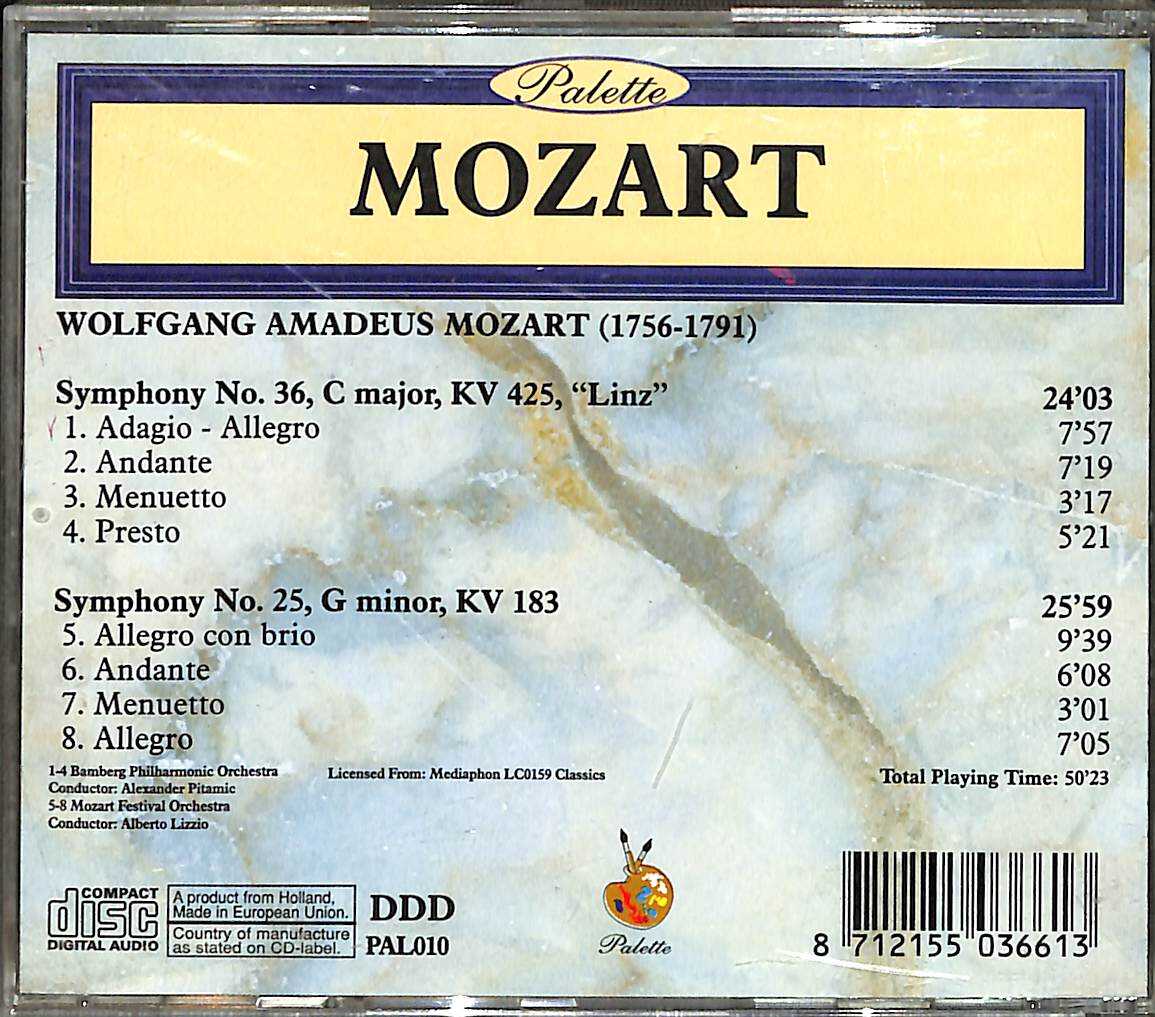 Palette
MOZART
WOLFGANG AMADEUS MOZART (1756-1791)
Symphony No. 36, C major, KV 425, “Linz” 24’03
1. Adagio - Allegro 7’57
2. Andante 7’19
3. Menuetto 3’17
4. Presto 5’21
Symphony No. 25, G minor, KV 183 25’59
5. Allegro con brio 9’39
6. Andante 6’08
7. Menuetto 3’01
8. Allegro 7’05
1-4 Bamberg Philharmonic Orchestra Licensed From: Mediaphon LC0159 Classics Total Playing Time: 50’23
Conductor: Alexander Pitamic
5-8 Mozart Festival Orchestra
Conductor: Alberto Lizzio
COMPACT
disc
DIGITAL AUDIO
A product from Holland,
Made in European Union.
Country of manufacture
as stated on CD-label.
DDD
PAL010
Palette
8 712155 036613